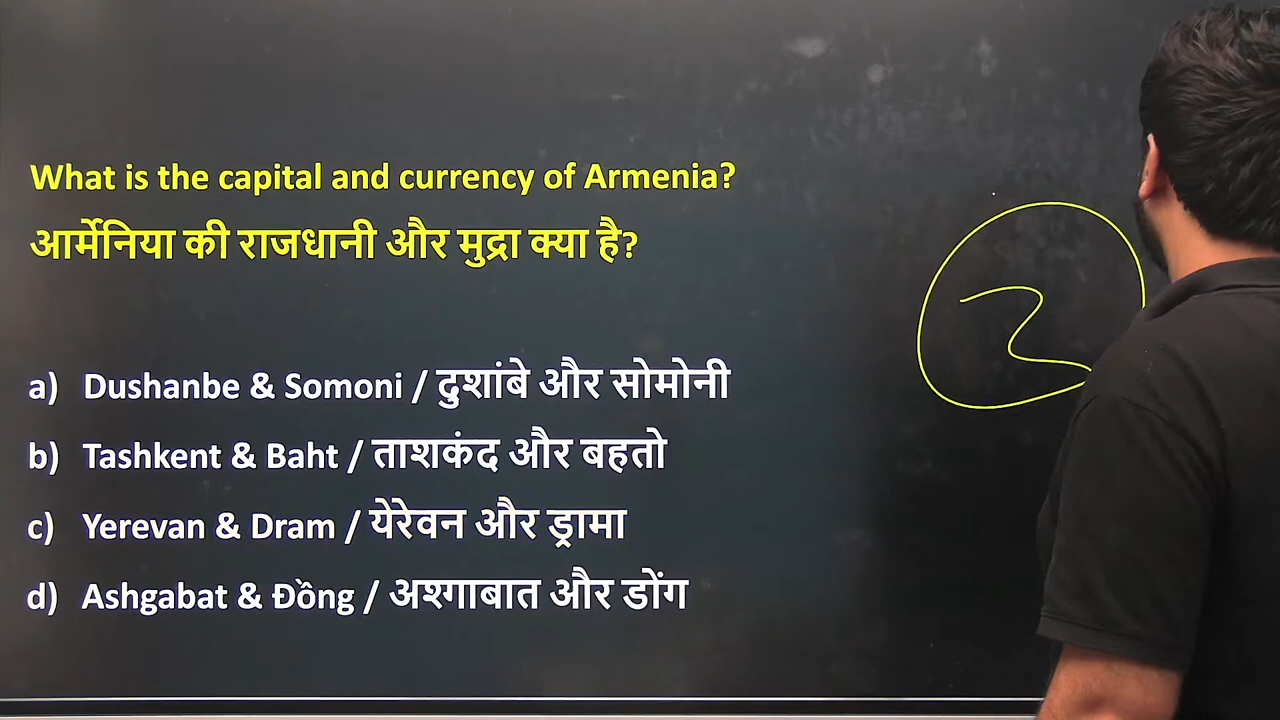 What is the capital and currency of Armenia?
आर्मेनिया की राजधानी और मुद्रा क्या है?
2
a) Dushanbe & Somoni / दुशांबे और सोमोनी
b) Tashkent & Baht / ताशकंद और बहतो
c) Yerevan & Dram / येरेवन और ड्रामा
d) Ashgabat & Đồng / अश्गाबात और डोंग